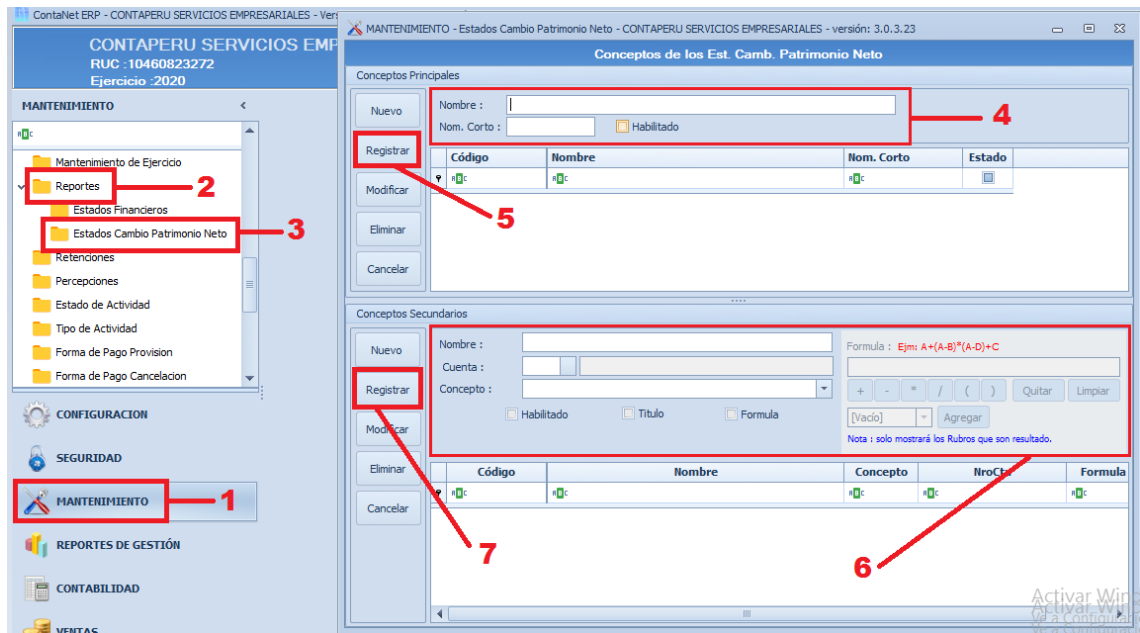 ContaNet ERP - CONTAPERU SERVICIOS EMPRESARIALES - Ver
CONTAPERU SERVICIOS EMP
RUC :10460823272
Ejercicio :2020
MANTENIMIENTO
Mantenimiento de Ejercicio
Reportes
2
Estados Financieros
Estados Cambio Patrimonio Neto
3
Retenciones
Percepciones
Estado de Actividad
Tipo de Actividad
Forma de Pago Provision
Forma de Pago Cancelacion
CONFIGURACION
SEGURIDAD
MANTENIMIENTO
1
REPORTES DE GESTIÓN
CONTABILIDAD
VENTAS
MANTENIMIENTO - Estados Cambio Patrimonio Neto - CONTAPERU SERVICIOS EMPRESARIALES - versión: 3.0.3.23
Conceptos de los Est. Camb. Patrimonio Neto
Conceptos Principales
Nuevo
Registrar
Modificar
Eliminar
Cancelar
Nombre :
Nom. Corto :
Habilitado
4
Código Nombre Nom. Corto Estado
5
Conceptos Secundarios
Nuevo
Registrar
Modificar
Eliminar
Cancelar
Nombre :
Cuenta :
Concepto :
Habilitado Titulo Formula
Formula : Ejm: A+(A-B)*(A-D)+C
+ - * / ( ) Quitar Limpiar
[Vacío] Agregar
Nota : solo mostrará los Rubros que son resultado.
Código Nombre Concepto NroCta Formula
7
6
Activar Win